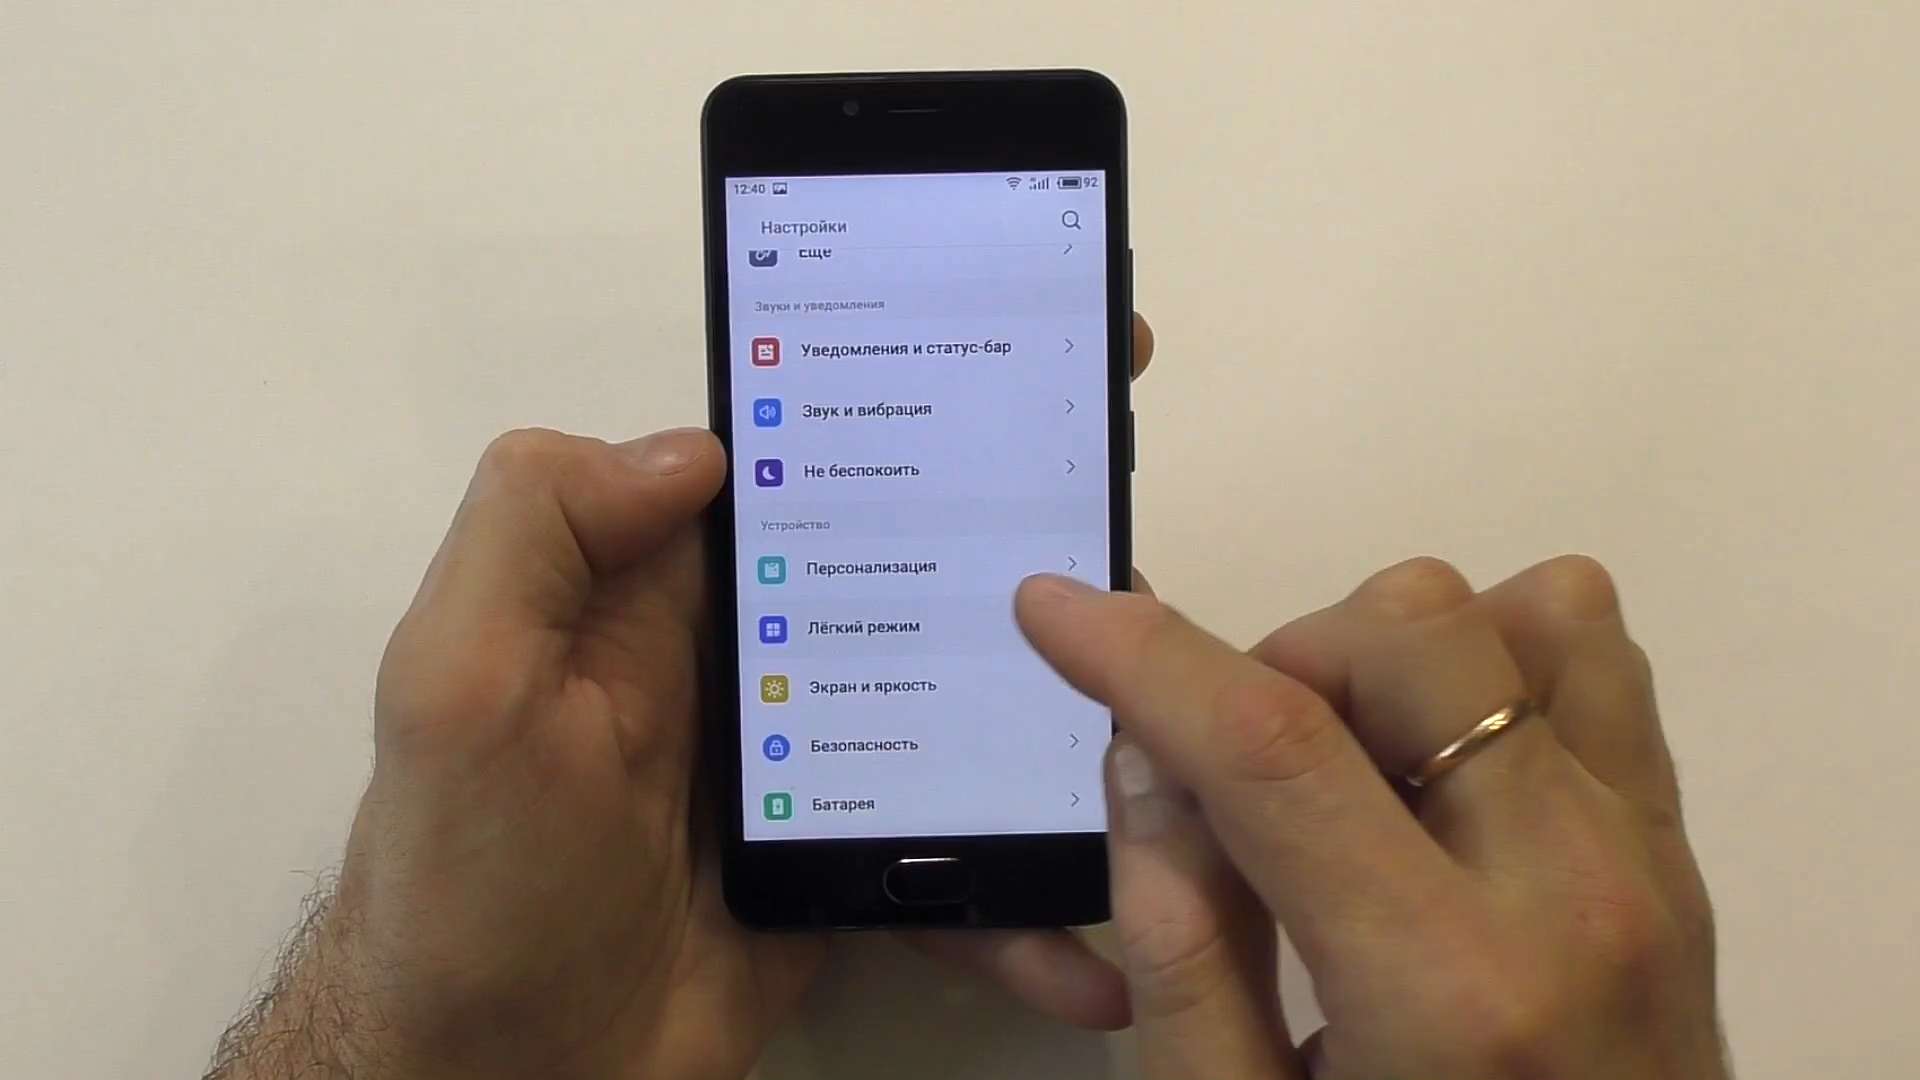 12:40 92
Настройки
Еще
Звуки и уведомления
Уведомления и статус-бар
Звук и вибрация
Не беспокоить
Устройство
Персонализация
Лёгкий режим
Экран и яркость
Безопасность
Батарея